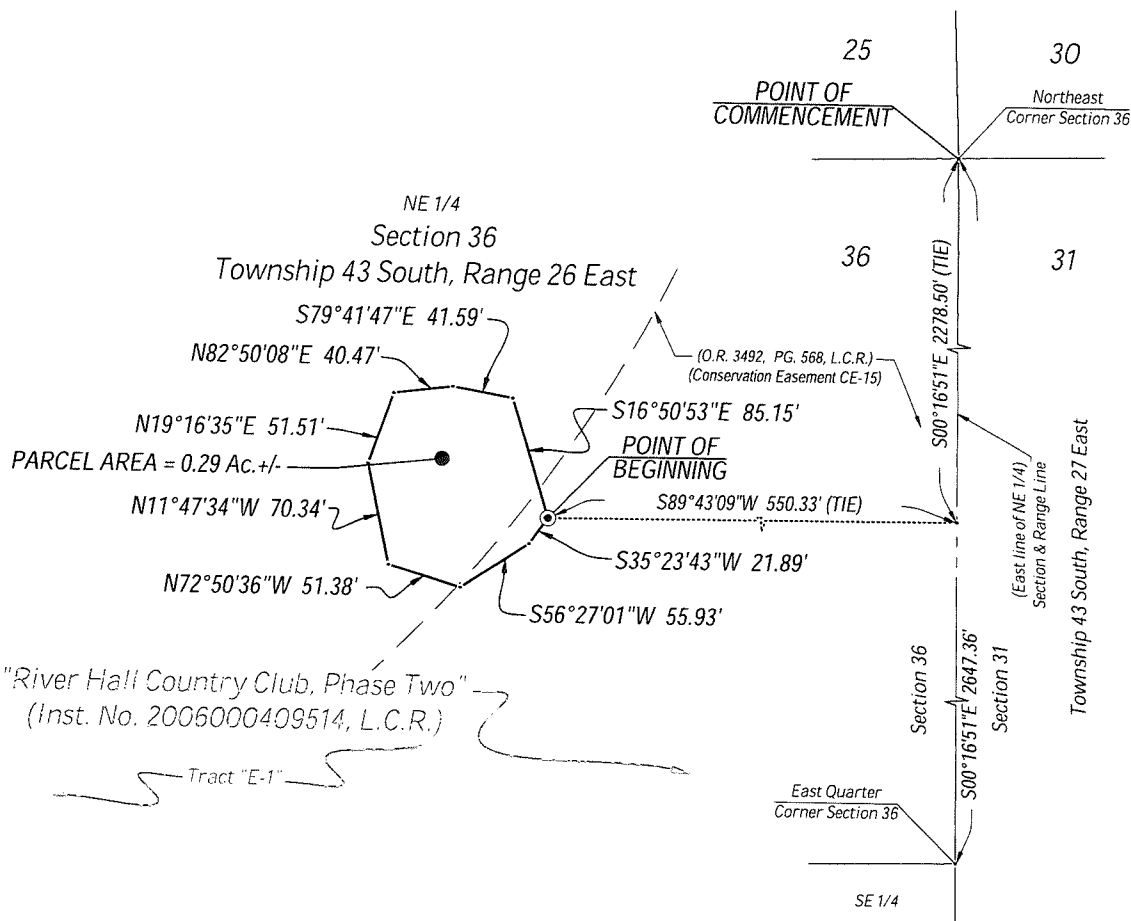 25
30
POINT OF
COMMENCEMENT
Northeast
Corner Section 36
NE 1/4
Section 36
Township 43 South, Range 26 East
36
31
S79°41'47"E 41.59'
N82°50'08"E 40.47'
(O.R. 3492, PG. 568, L.C.R.)
(Conservation Easement CE-15)
S00°16'51"E 2278.50' (TIE)
N19°16'35"E 51.51'
S16°50'53"E 85.15'
PARCEL AREA = 0.29 Ac.+/-
POINT OF
BEGINNING
S89°43'09"W 550.33' (TIE)
N11°47'34"W 70.34'
S35°23'43"W 21.89'
(East line of NE 1/4)
Section & Range Line
Township 43 South, Range 27 East
N72°50'36"W 51.38'
S56°27'01"W 55.93'
"River Hall Country Club, Phase Two"
(Inst. No. 2006000409514, L.C.R.)
Tract "E-1"
Section 36
S00°16'51"E 2647.36'
Section 31
East Quarter
Corner Section 36
SE 1/4